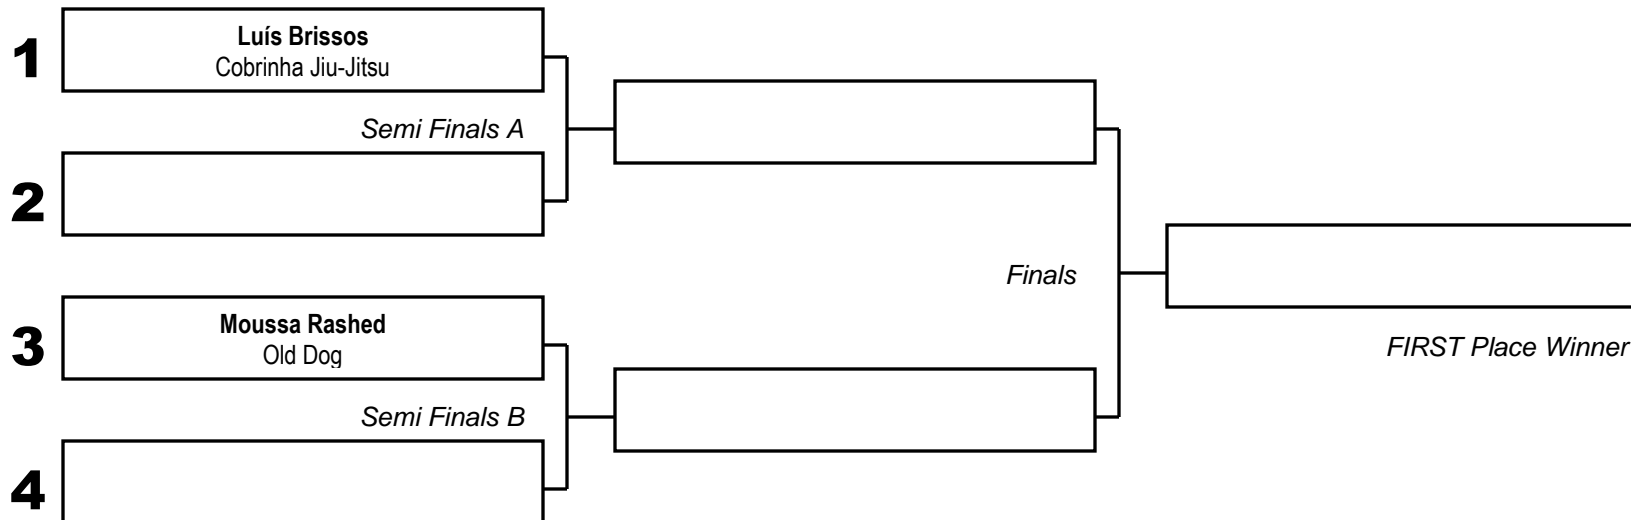 1
Luís Brissos
Cobrinha Jiu-Jitsu
Semi Finals A
2
Finals
3
Moussa Rashed
Old Dog
FIRST Place Winner
Semi Finals B
4